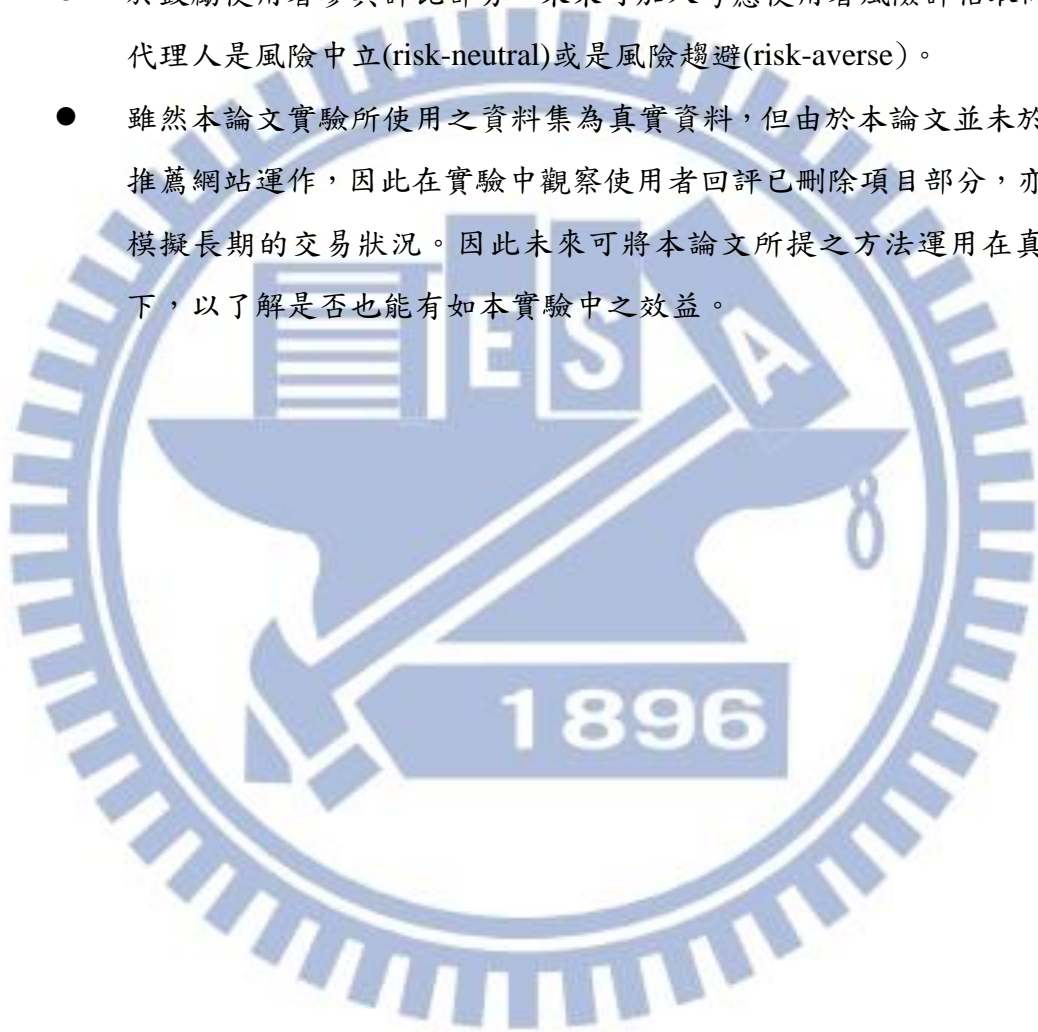 代理人是風險中立(risk-neutral)或是風險趨避(risk-averse)。
● 雖然本論文實驗所使用之資料集為真實資料，但由於本論文並未於
推薦網站運作，因此在實驗中觀察使用者回評已刪除項目部分，亦
模擬長期的交易狀況。因此未來可將本論文所提之方法運用在真
下，以了解是否也能有如本實驗中之效益。
ESA
1896